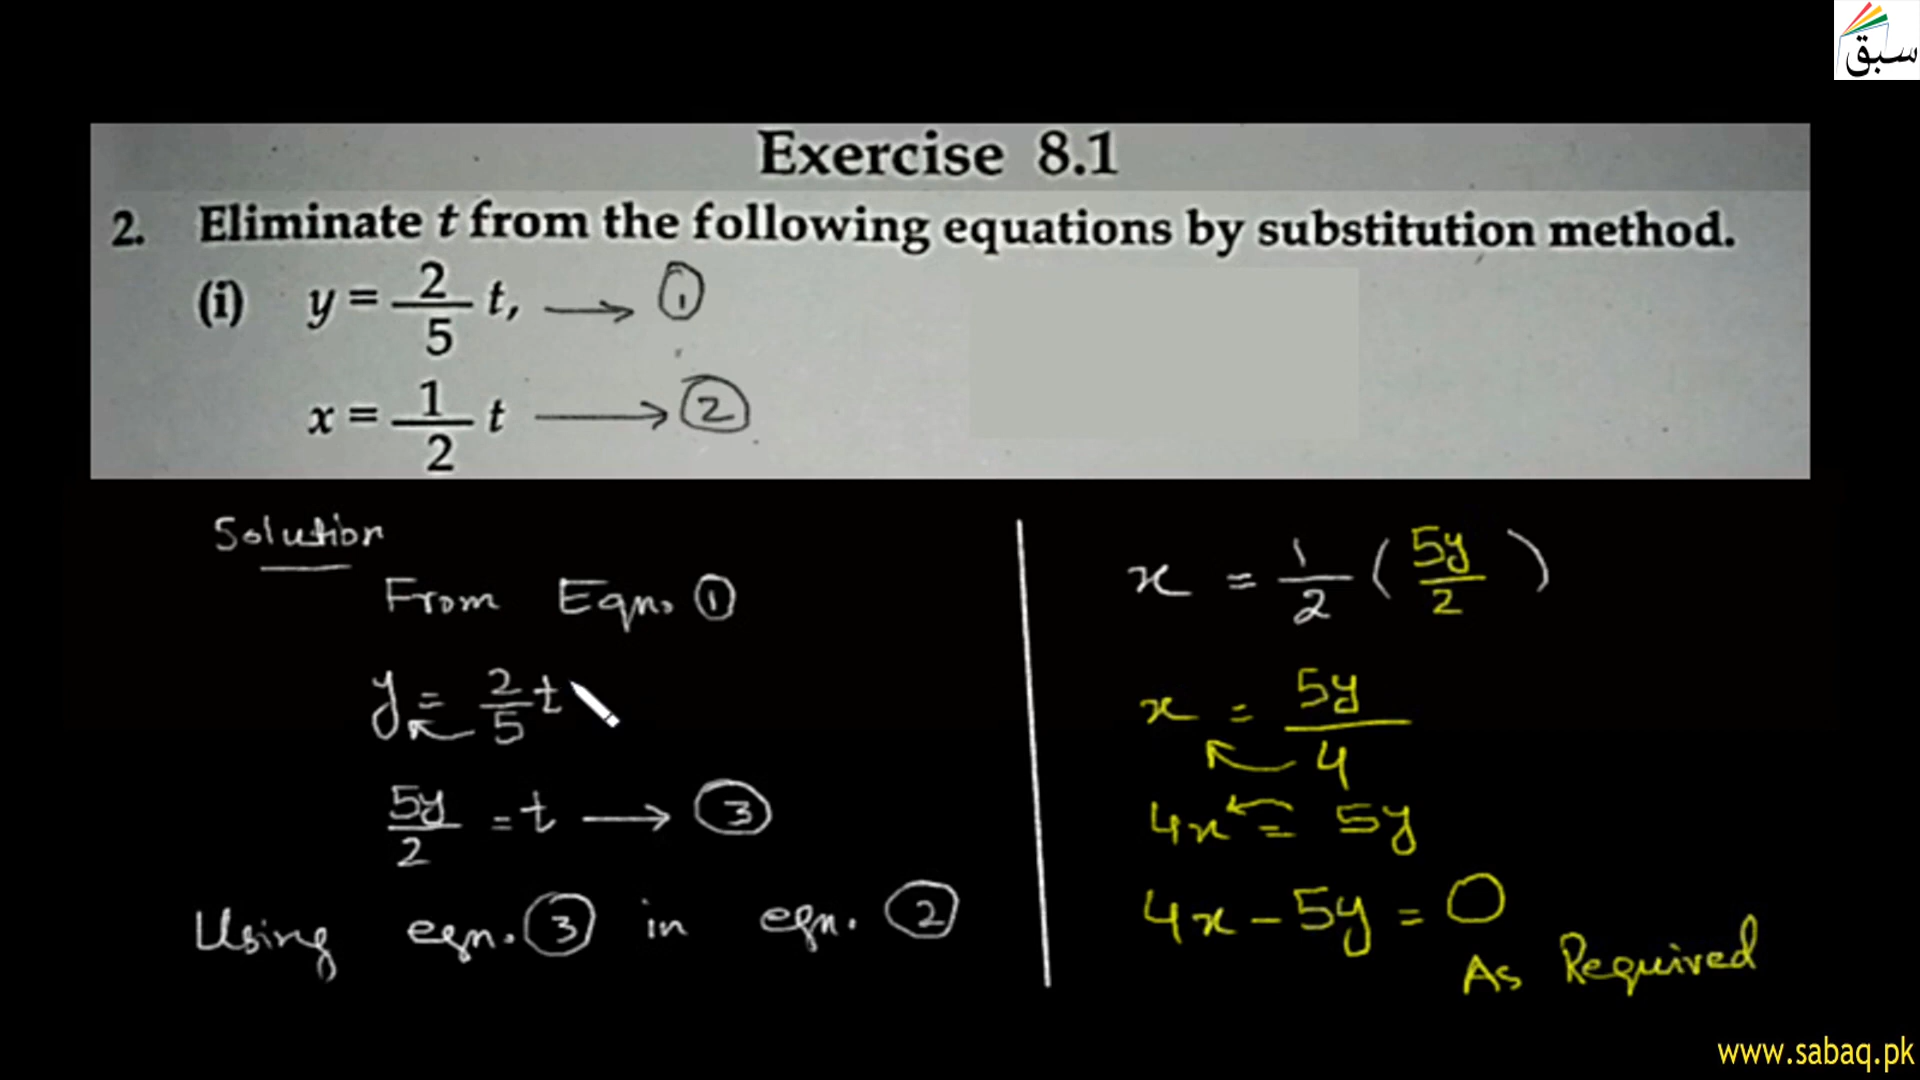 سبق
Exercise 8.1
2. Eliminate t from the following equations by substitution method.
(i) y = 2/5 t, → ①
x = 1/2 t → ②
Solution
From Eqn. ①
y = 2/5 t
5y/2 = t → ③
Using eqn. ③ in eqn. ②
x = 1/2 (5y/2)
x = 5y/4
4x = 5y
4x - 5y = 0
As Required
www.sabaq.pk